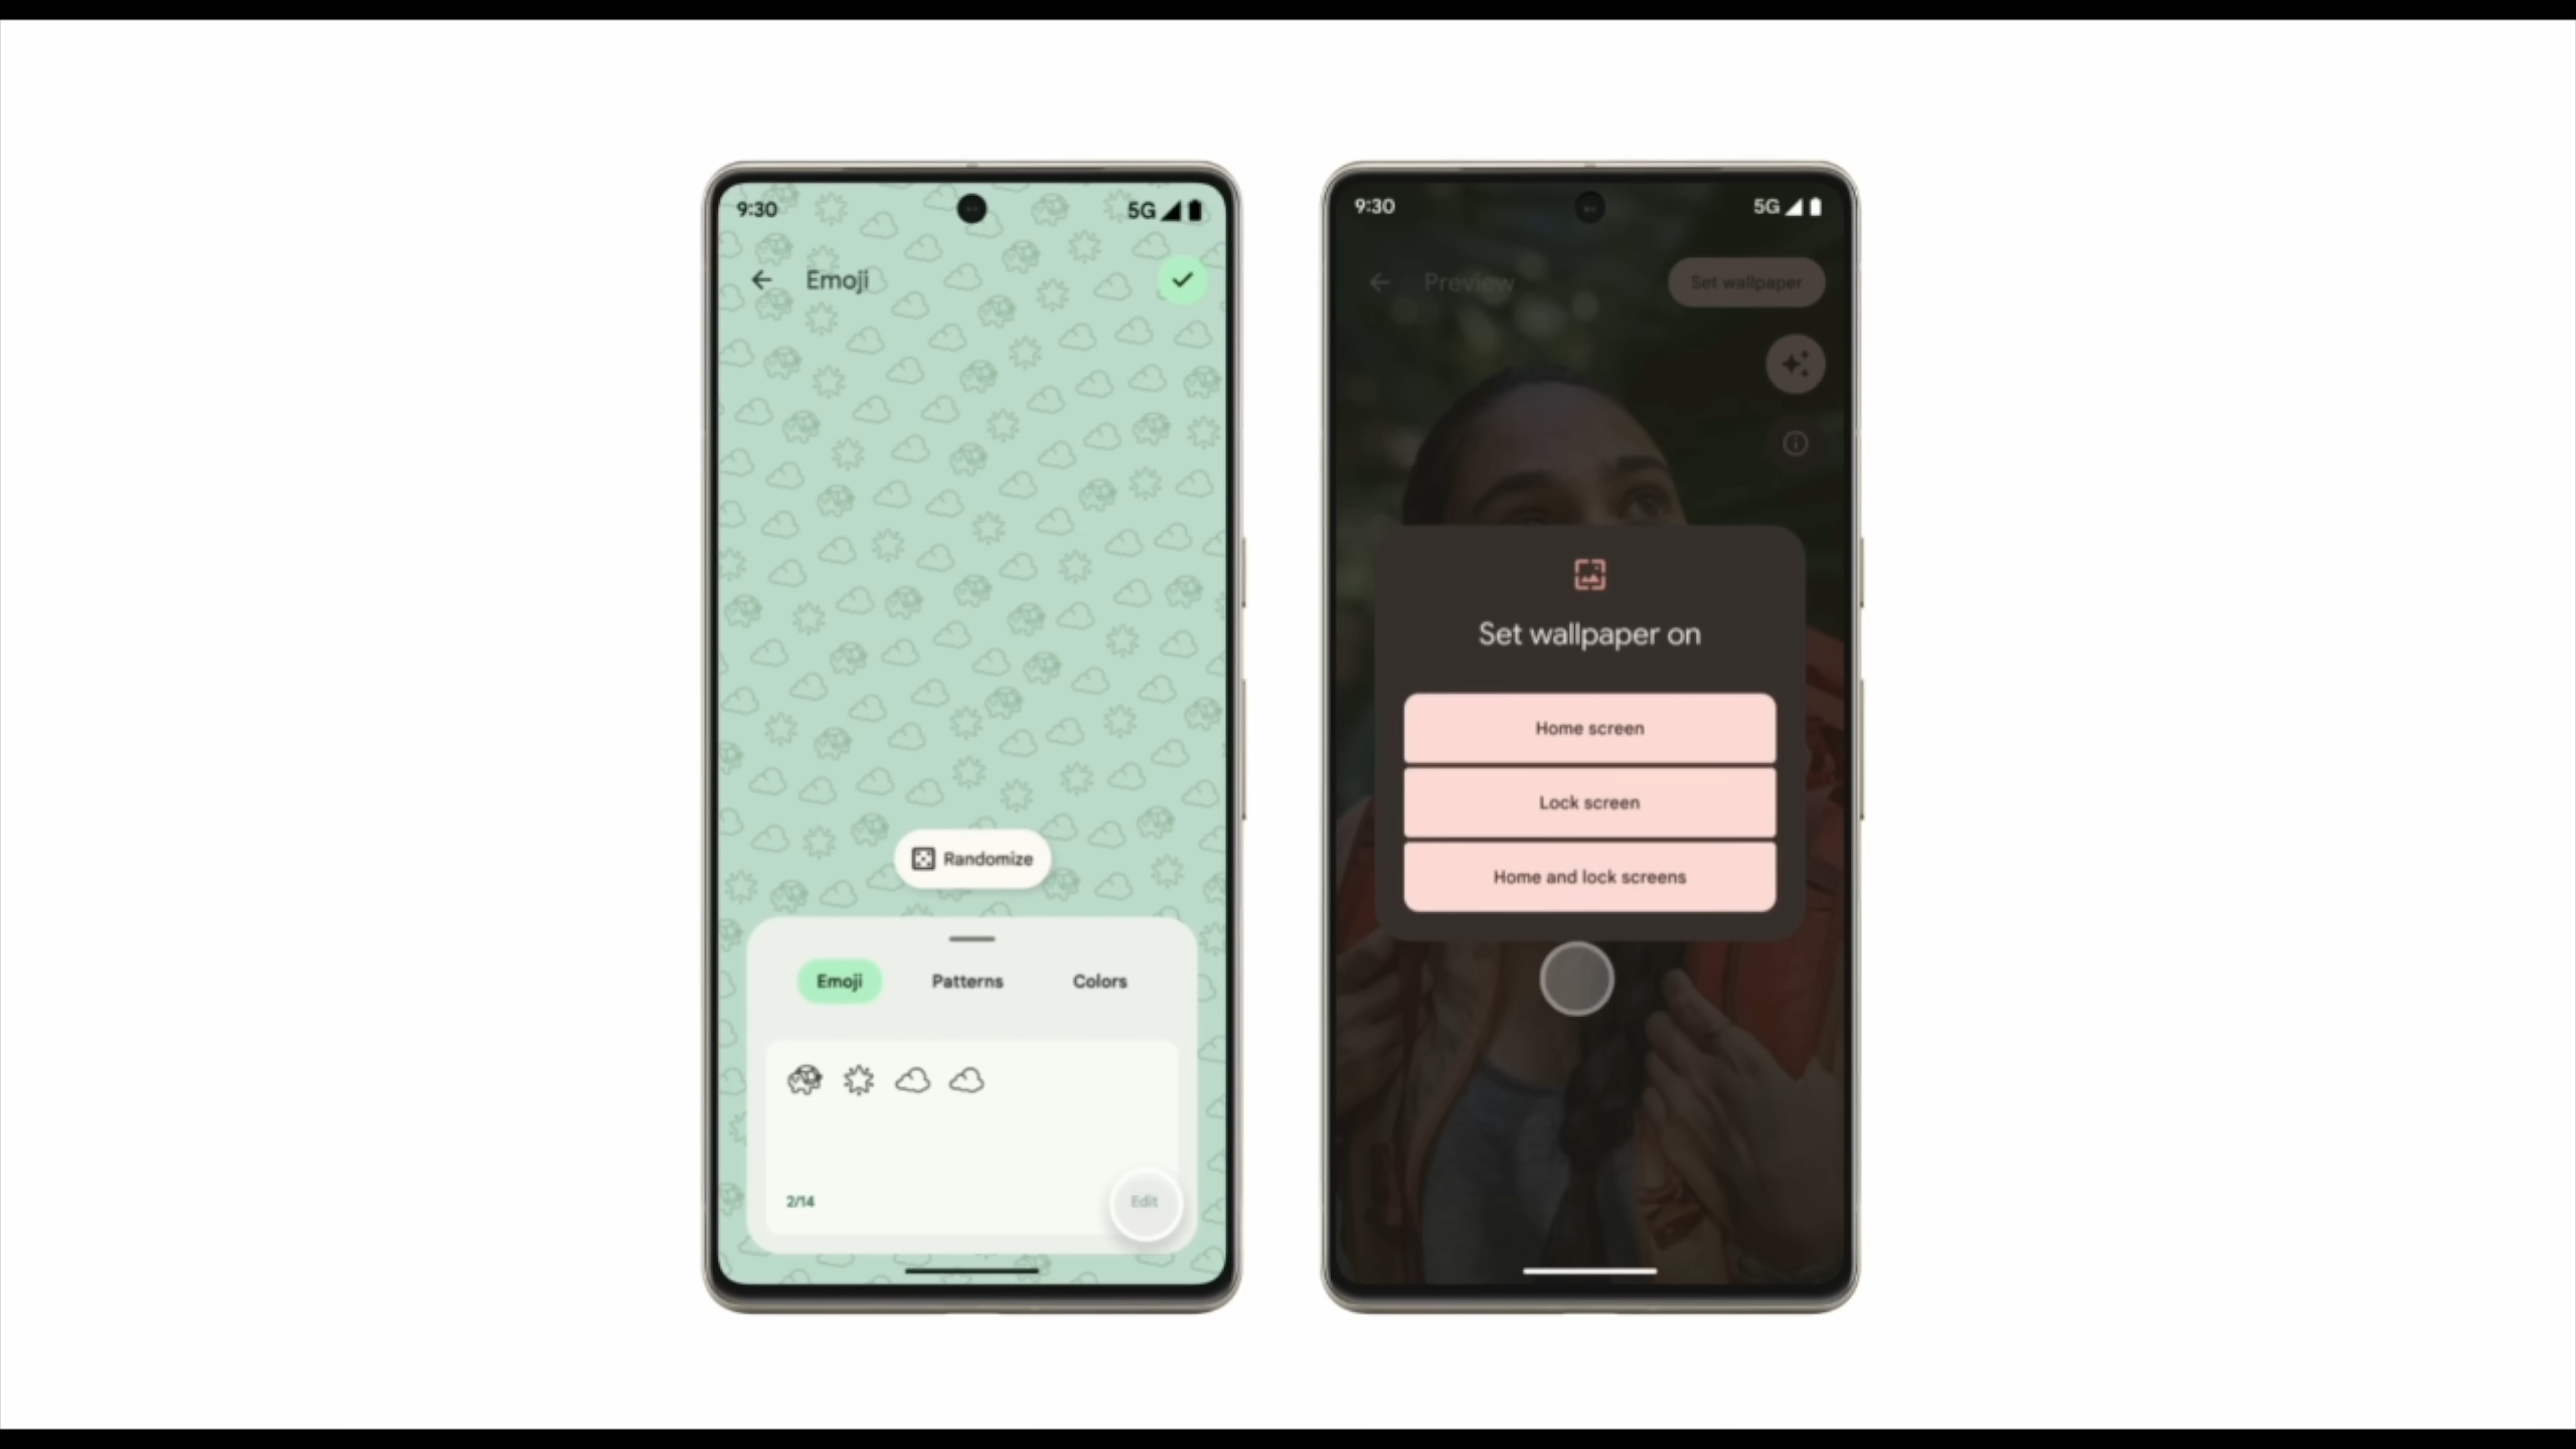 9:30
5G
Emoji
Randomize
Emoji Patterns Colors
2/14
Edit
9:30
5G
Preview
Set wallpaper
Set wallpaper on
Home screen
Lock screen
Home and lock screens